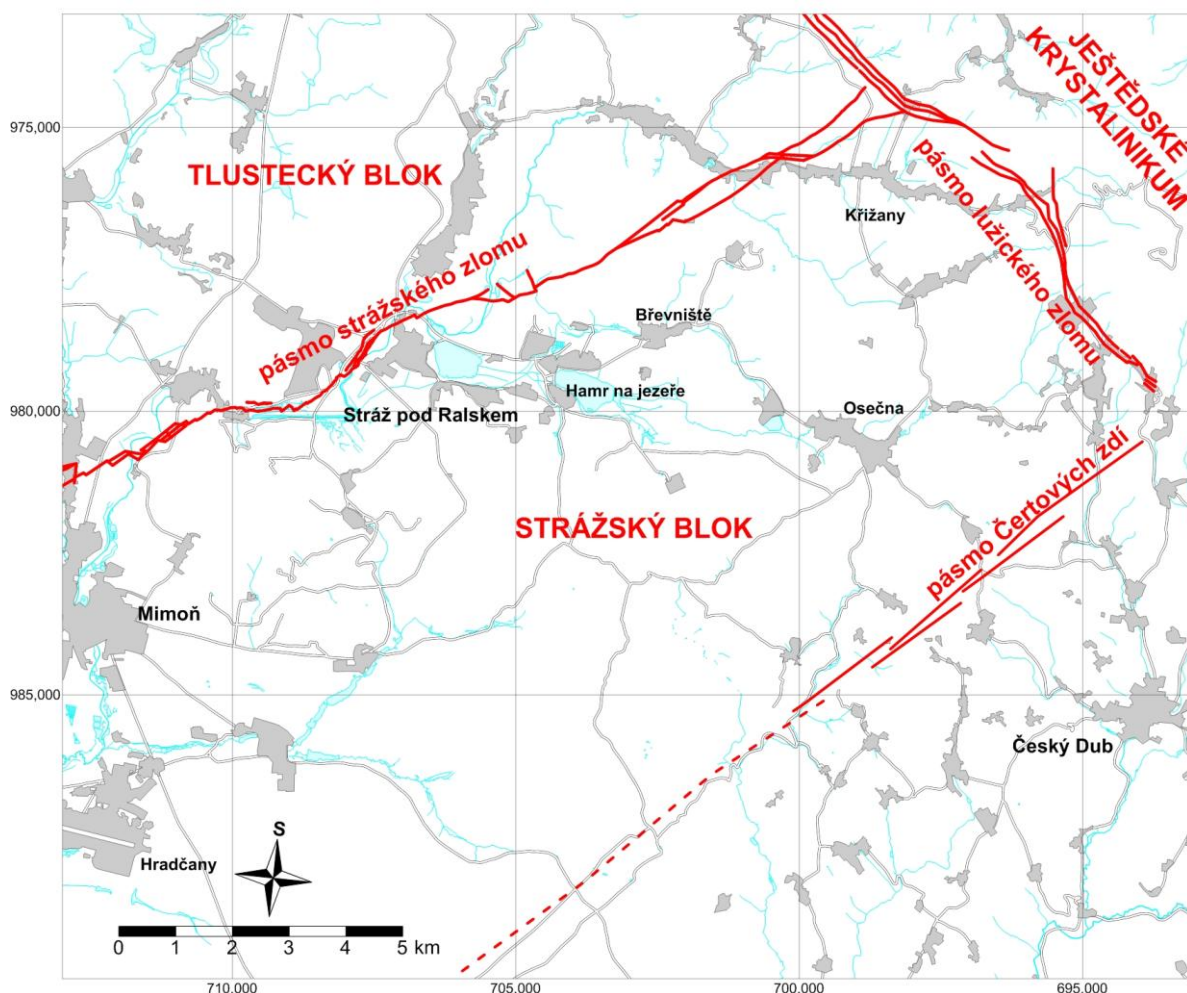 JEŠTĚDSKÉ
KRYSTALINIKUM
975,000
TLUSTECKÝ BLOK
pásmo lužického zlomu
Křižany
pásmo strážského zlomu
Břevniště
Hamr na jezeře
980,000
Stráž pod Ralskem
Osečna
pásmo Čertových zdí
STRÁŽSKÝ BLOK
Mimoň
985,000
Český Dub
S
Hradčany
0 1 2 3 4 5 km
710.000 705.000 700.000 695.000